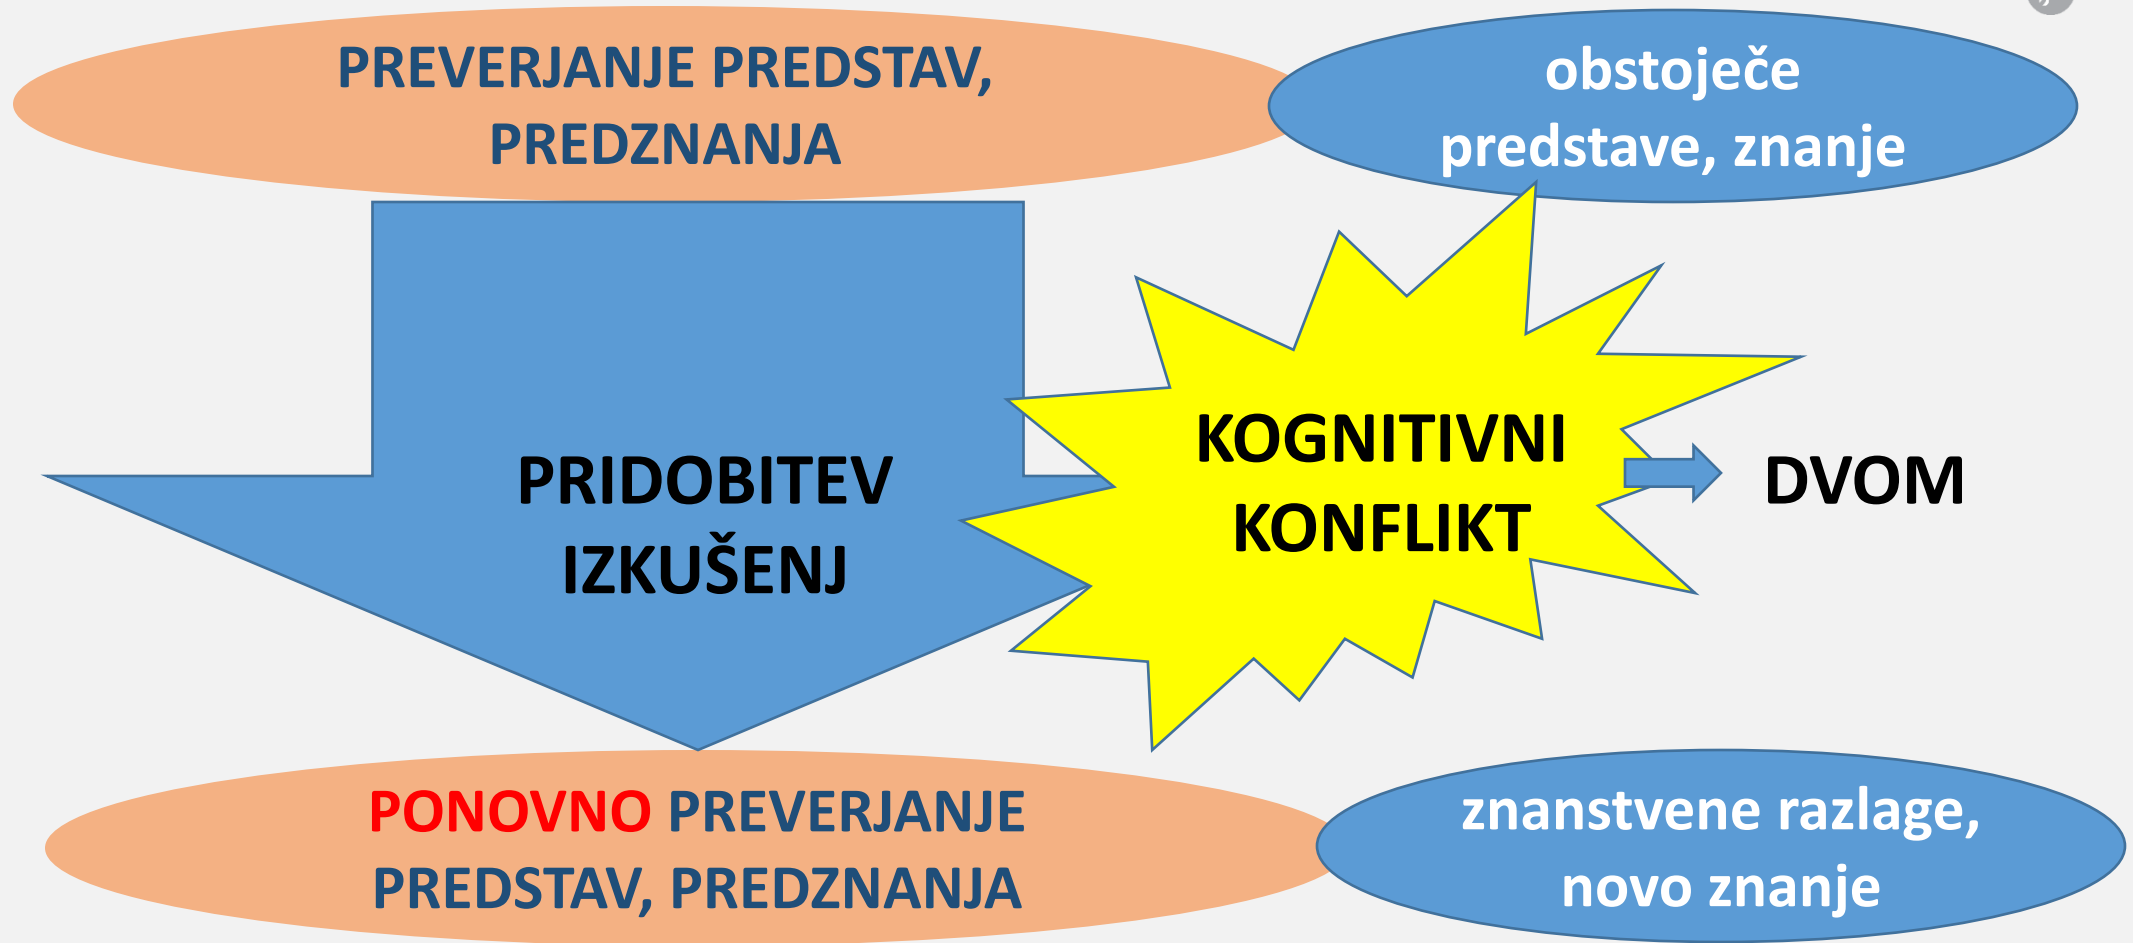 PREVERJANJE PREDSTAV,
PREDZNANJA
obstoječe
predstave, znanje
PRIDOBITEV
IZKUŠENJ
KOGNITIVNI
KONFLIKT
DVOM
PONOVNO PREVERJANJE
PREDSTAV, PREDZNANJA
znanstvene razlage,
novo znanje